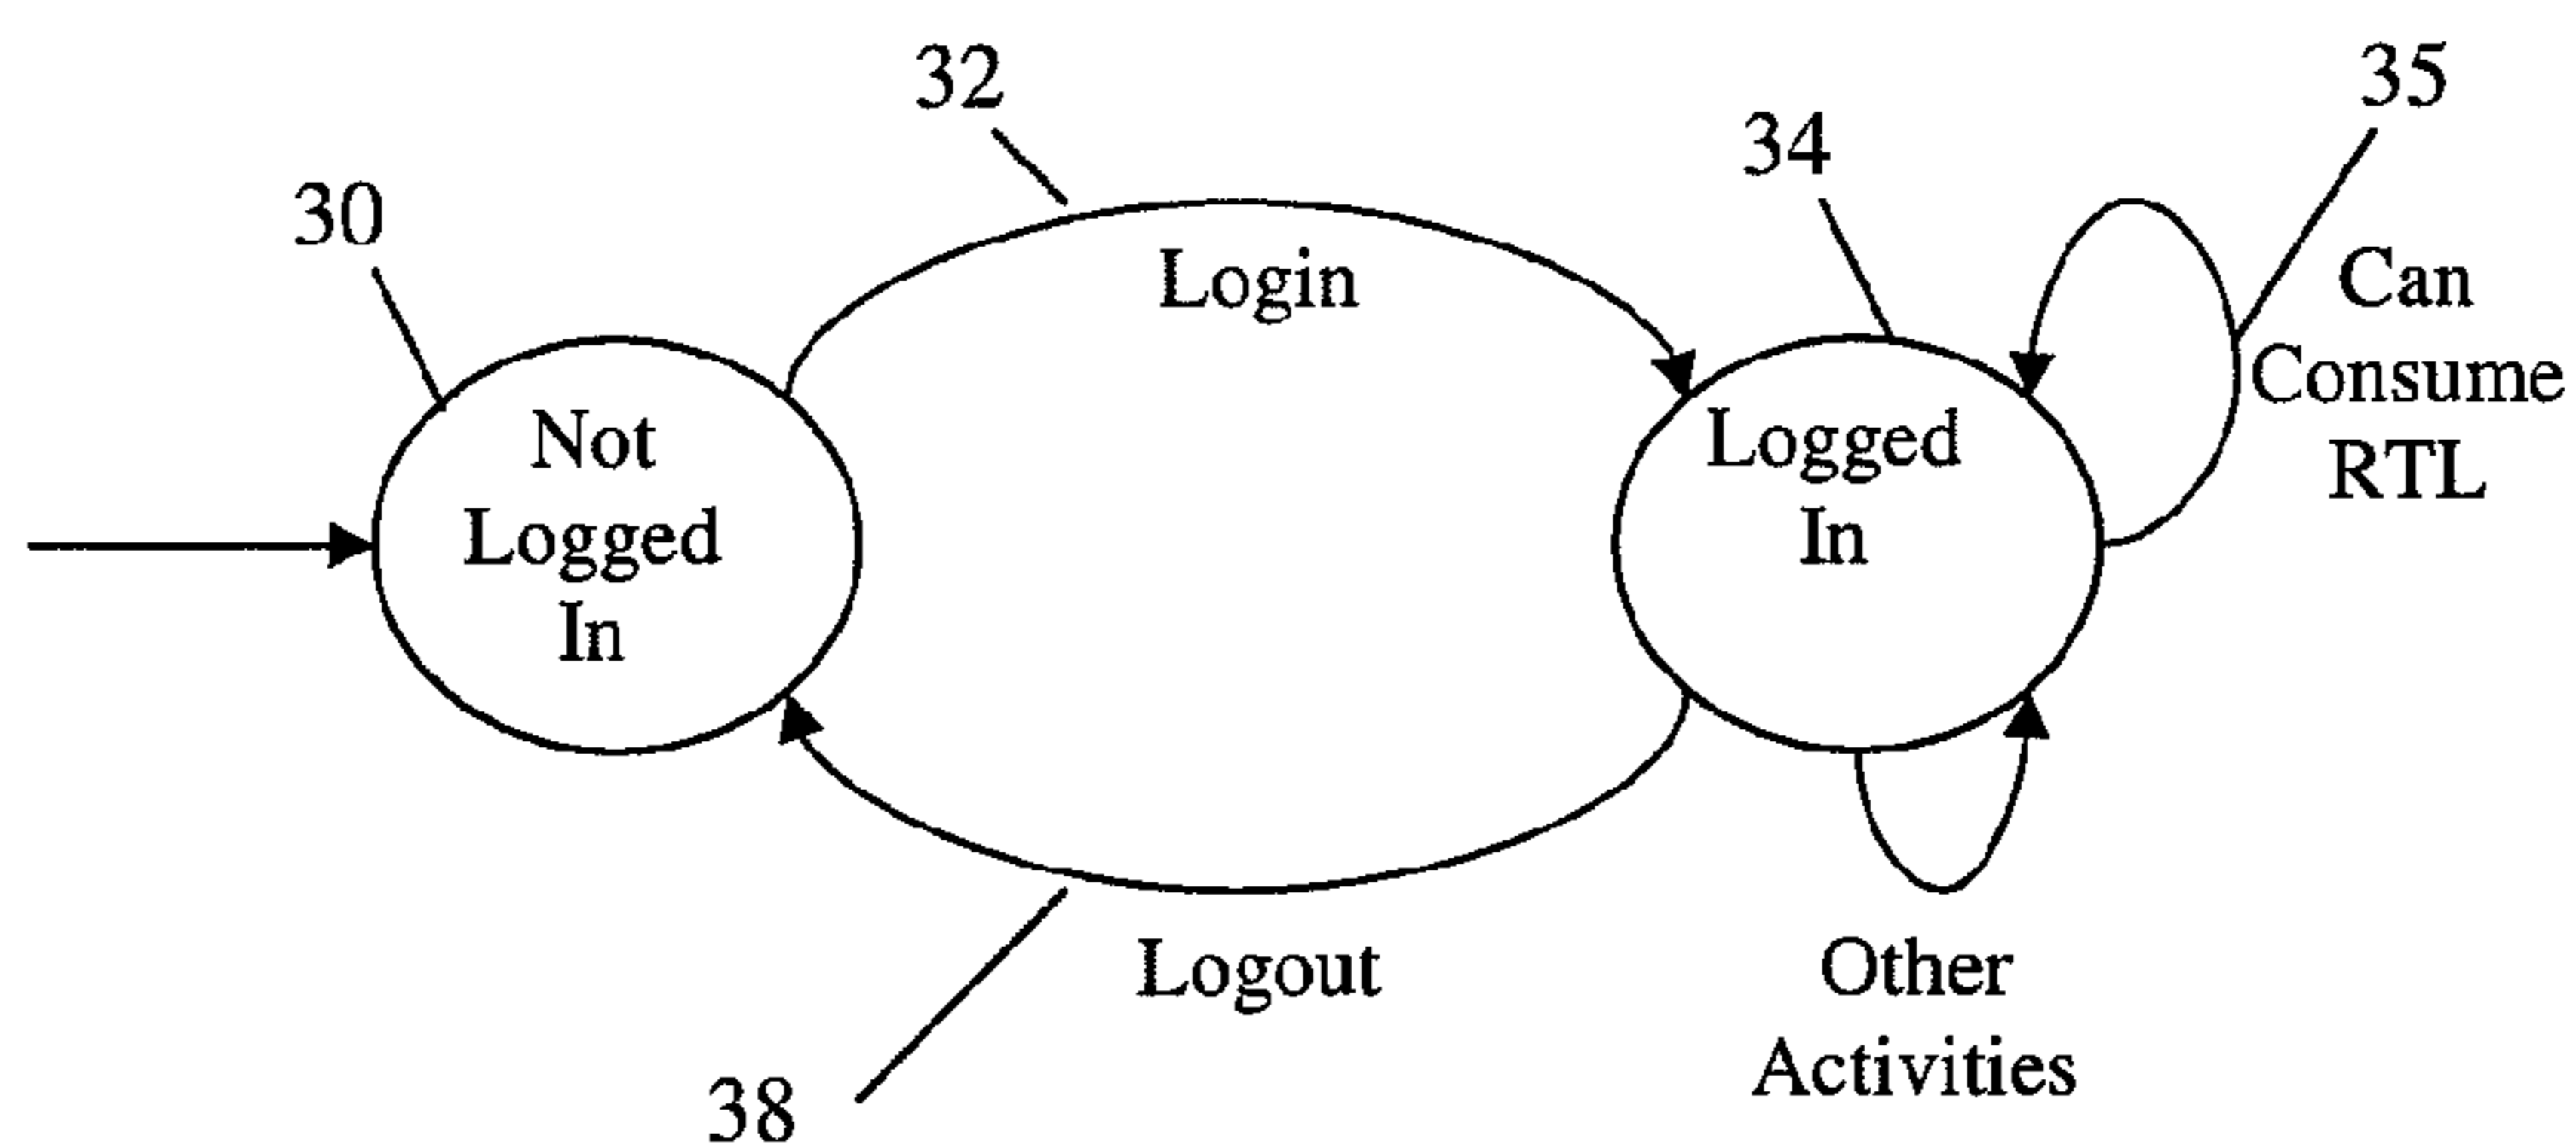 32
35
34
30
Login
Can
Consume
RTL
Not
Logged
In
Logged
In
Logout
Other
Activities
38